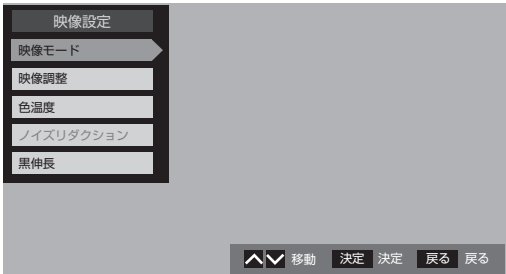 映像設定
映像モード
映像調整
色温度
ノイズリダクション
黒伸長
移動 決定 決定 戻る 戻る